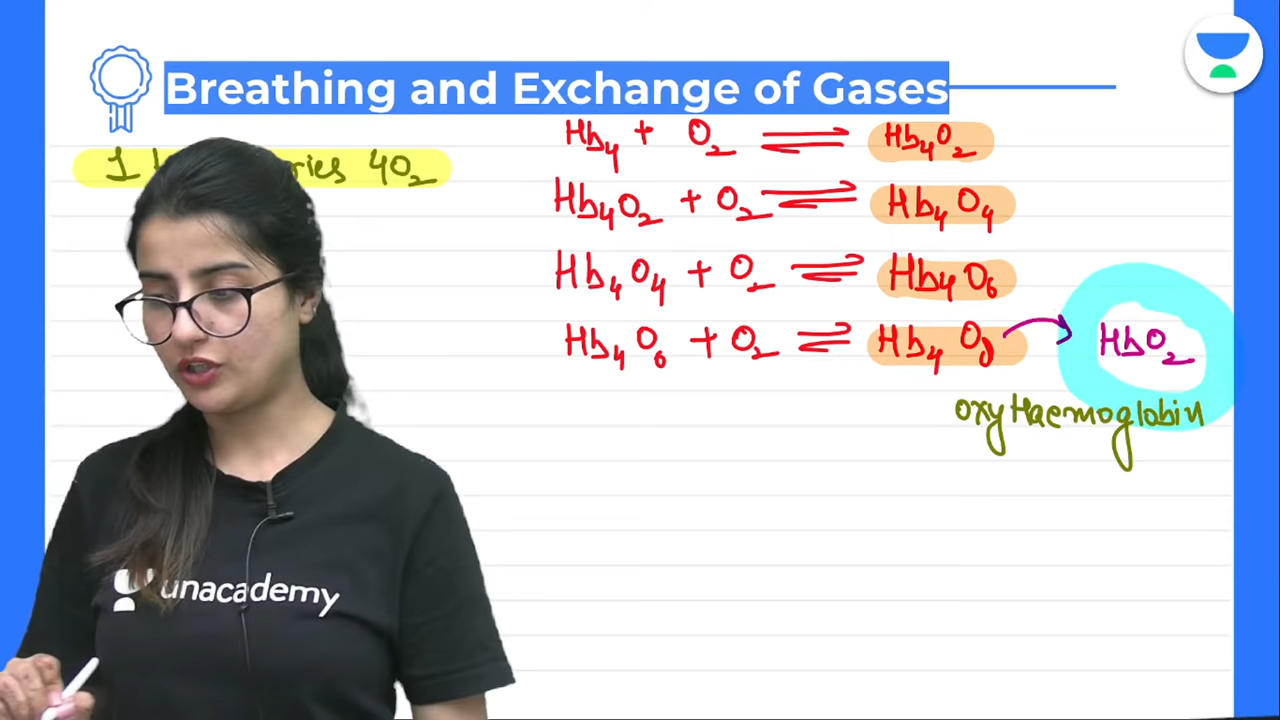 Breathing and Exchange of Gases
Hb₄ + O₂ ⇌ Hb₄O₂
1 ries 4O₂
Hb₄O₂ + O₂ ⇌ Hb₄O₄
Hb₄O₄ + O₂ ⇌ Hb₄O₆
Hb₄O₆ + O₂ ⇌ Hb₄O₈ → HbO₂
oxyHaemoglobin
unacademy